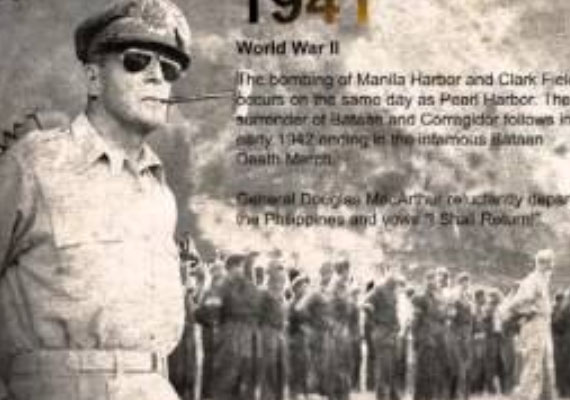 1941
World War II
The bombing of Manila Harbor and Clark Fiel
occurs on the same day as Pearl Harbor. The
surrender of Bataan and Corregidor follows in
early 1942 ending in the infamous Bataan
Death March.
General Douglas MacArthur reluctantly depar
the Philippines and vows "I Shall Return!"